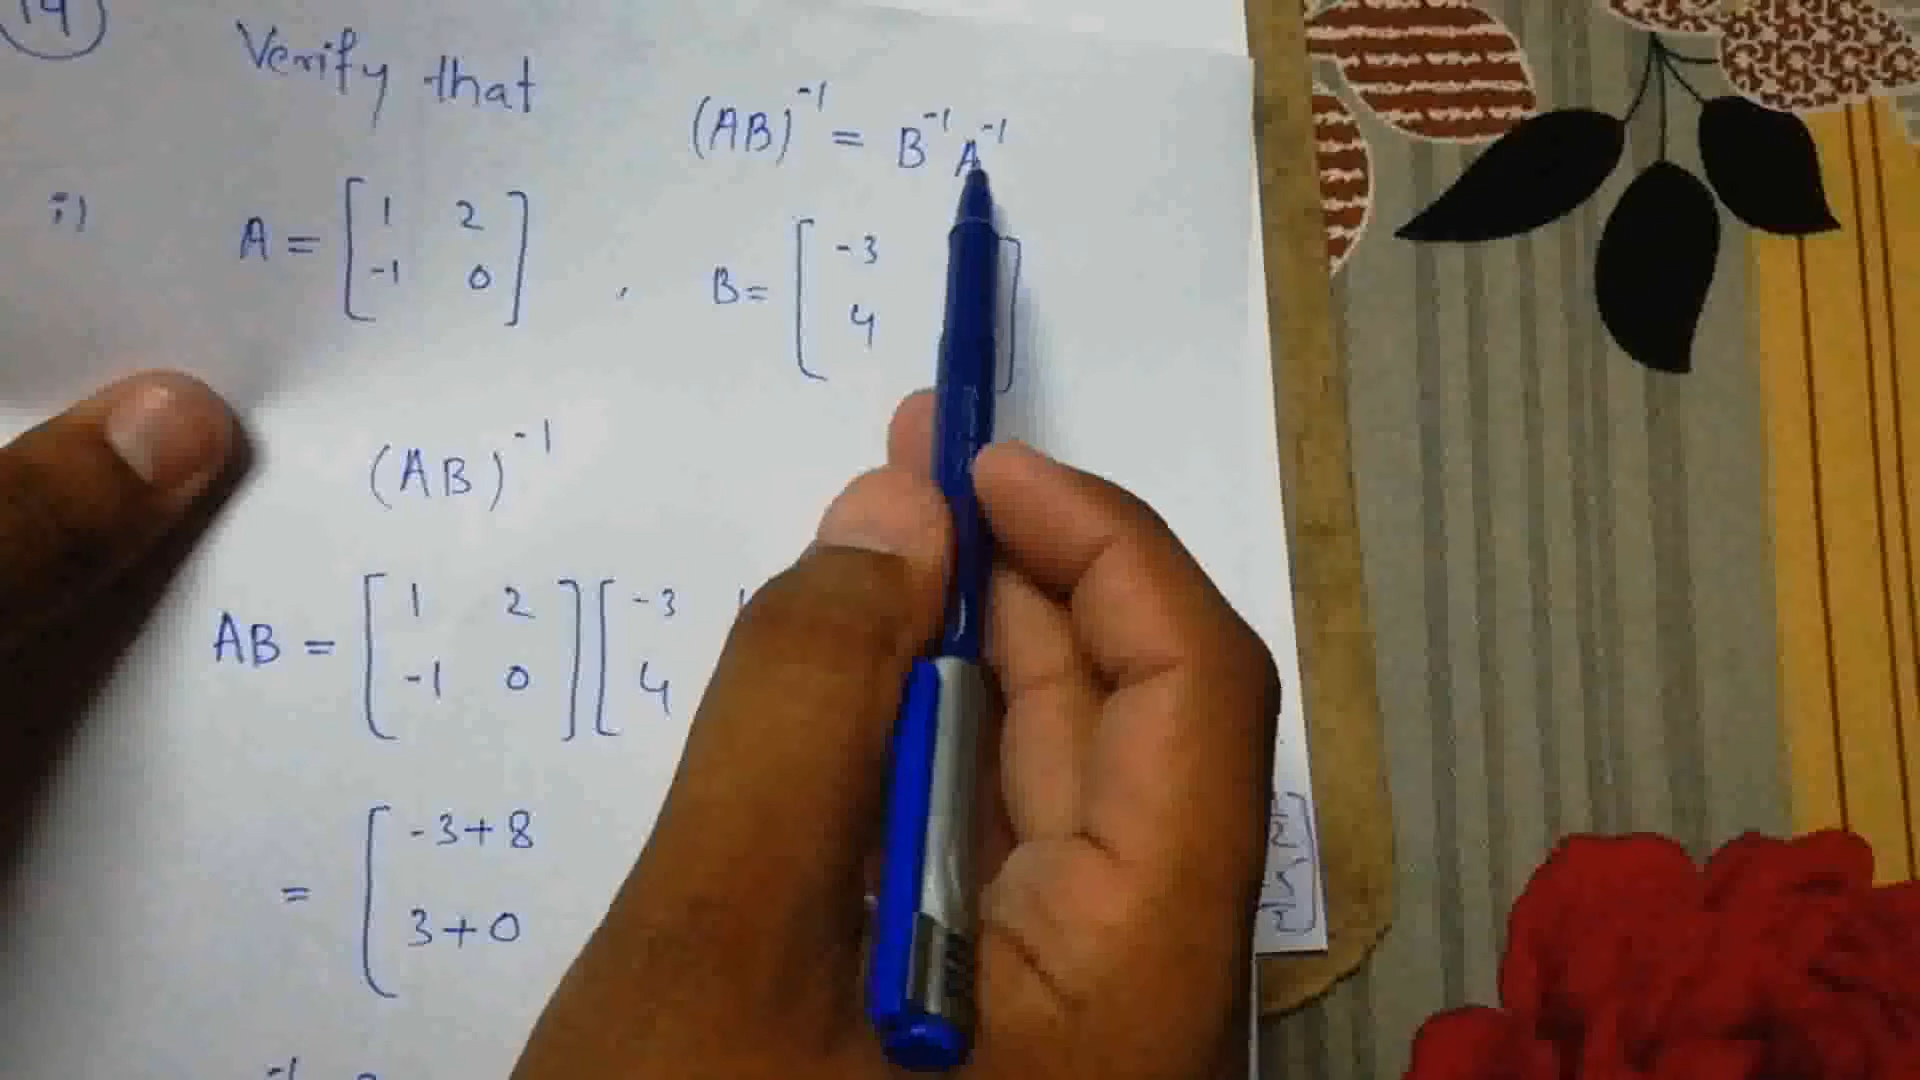 14
Verify that (AB)⁻¹ = B⁻¹ A⁻¹
i) A = [ 1 2 ] , B = [ -3 ]
[ -1 0 ] [ 4 ]
(AB)⁻¹
AB = [ 1 2 ] [ -3
[ -1 0 ] [ 4
= [ -3+8
[ 3+0
-1